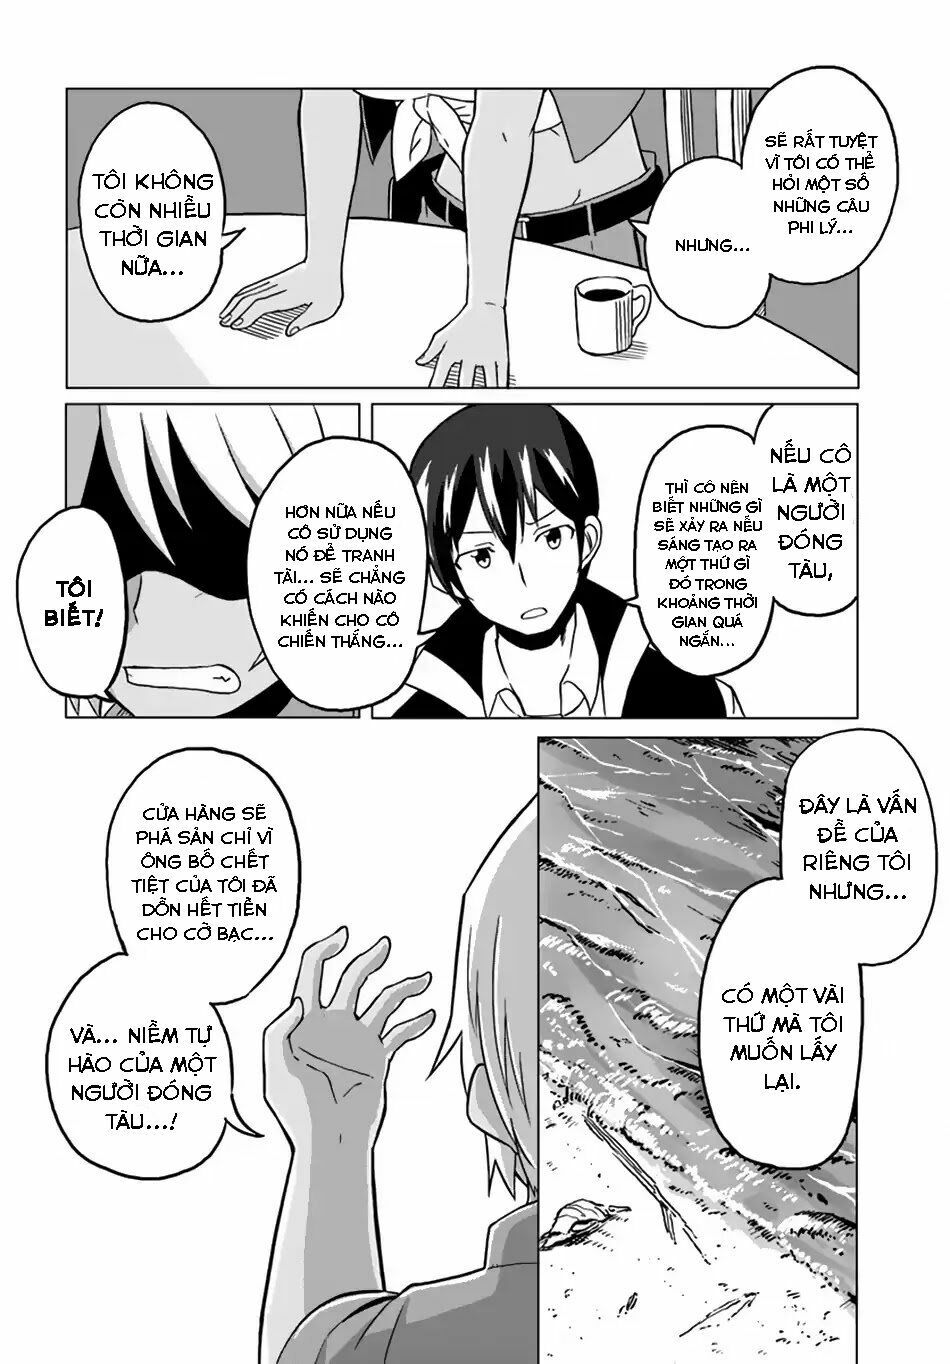 SẼ RẤT TUYỆT
VÌ TÔI CÓ THỂ
HỎI MỘT SỐ
NHỮNG CÂU
PHI LÝ...
NHƯNG...
TÔI KHÔNG
CÒN NHIỀU
THỜI GIAN
NỮA...
NẾU CÔ
LÀ MỘT
NGƯỜI
ĐÓNG
TÀU,
THÌ CÓ NÊN
BIẾT NHỮNG GÌ
SẼ XẢY RA NẾU
SÁNG TẠO RA
MỘT THỨ GÌ
ĐÓ TRONG
KHOẢNG THỜI
GIAN QUÁ
NGẮN...
HƠN NỮA NẾU
CÔ SỬ DỤNG
NÓ ĐỂ TRANH
TÀI... SẼ CHẲNG
CÓ CÁCH NÀO
KHIẾN CHO CÔ
CHIẾN THẮNG...
TÔI
BIẾT!
ĐÂY LÀ VẤN
ĐỀ CỦA
RIÊNG TÔI
NHƯNG...
CÓ MỘT VÀI
THỨ MÀ TÔI
MUỐN LẤY
LẠI.
CỬA HÀNG SẼ
PHÁ SẢN CHỈ VÌ
ÔNG BỐ CHẾT
TIỆT CỦA TÔI ĐÃ
DỒN HẾT TIỀN
CHO CỜ BẠC...
VÀ... NIỀM TỰ
HÀO CỦA MỘT
NGƯỜI ĐÓNG
TÀU...!